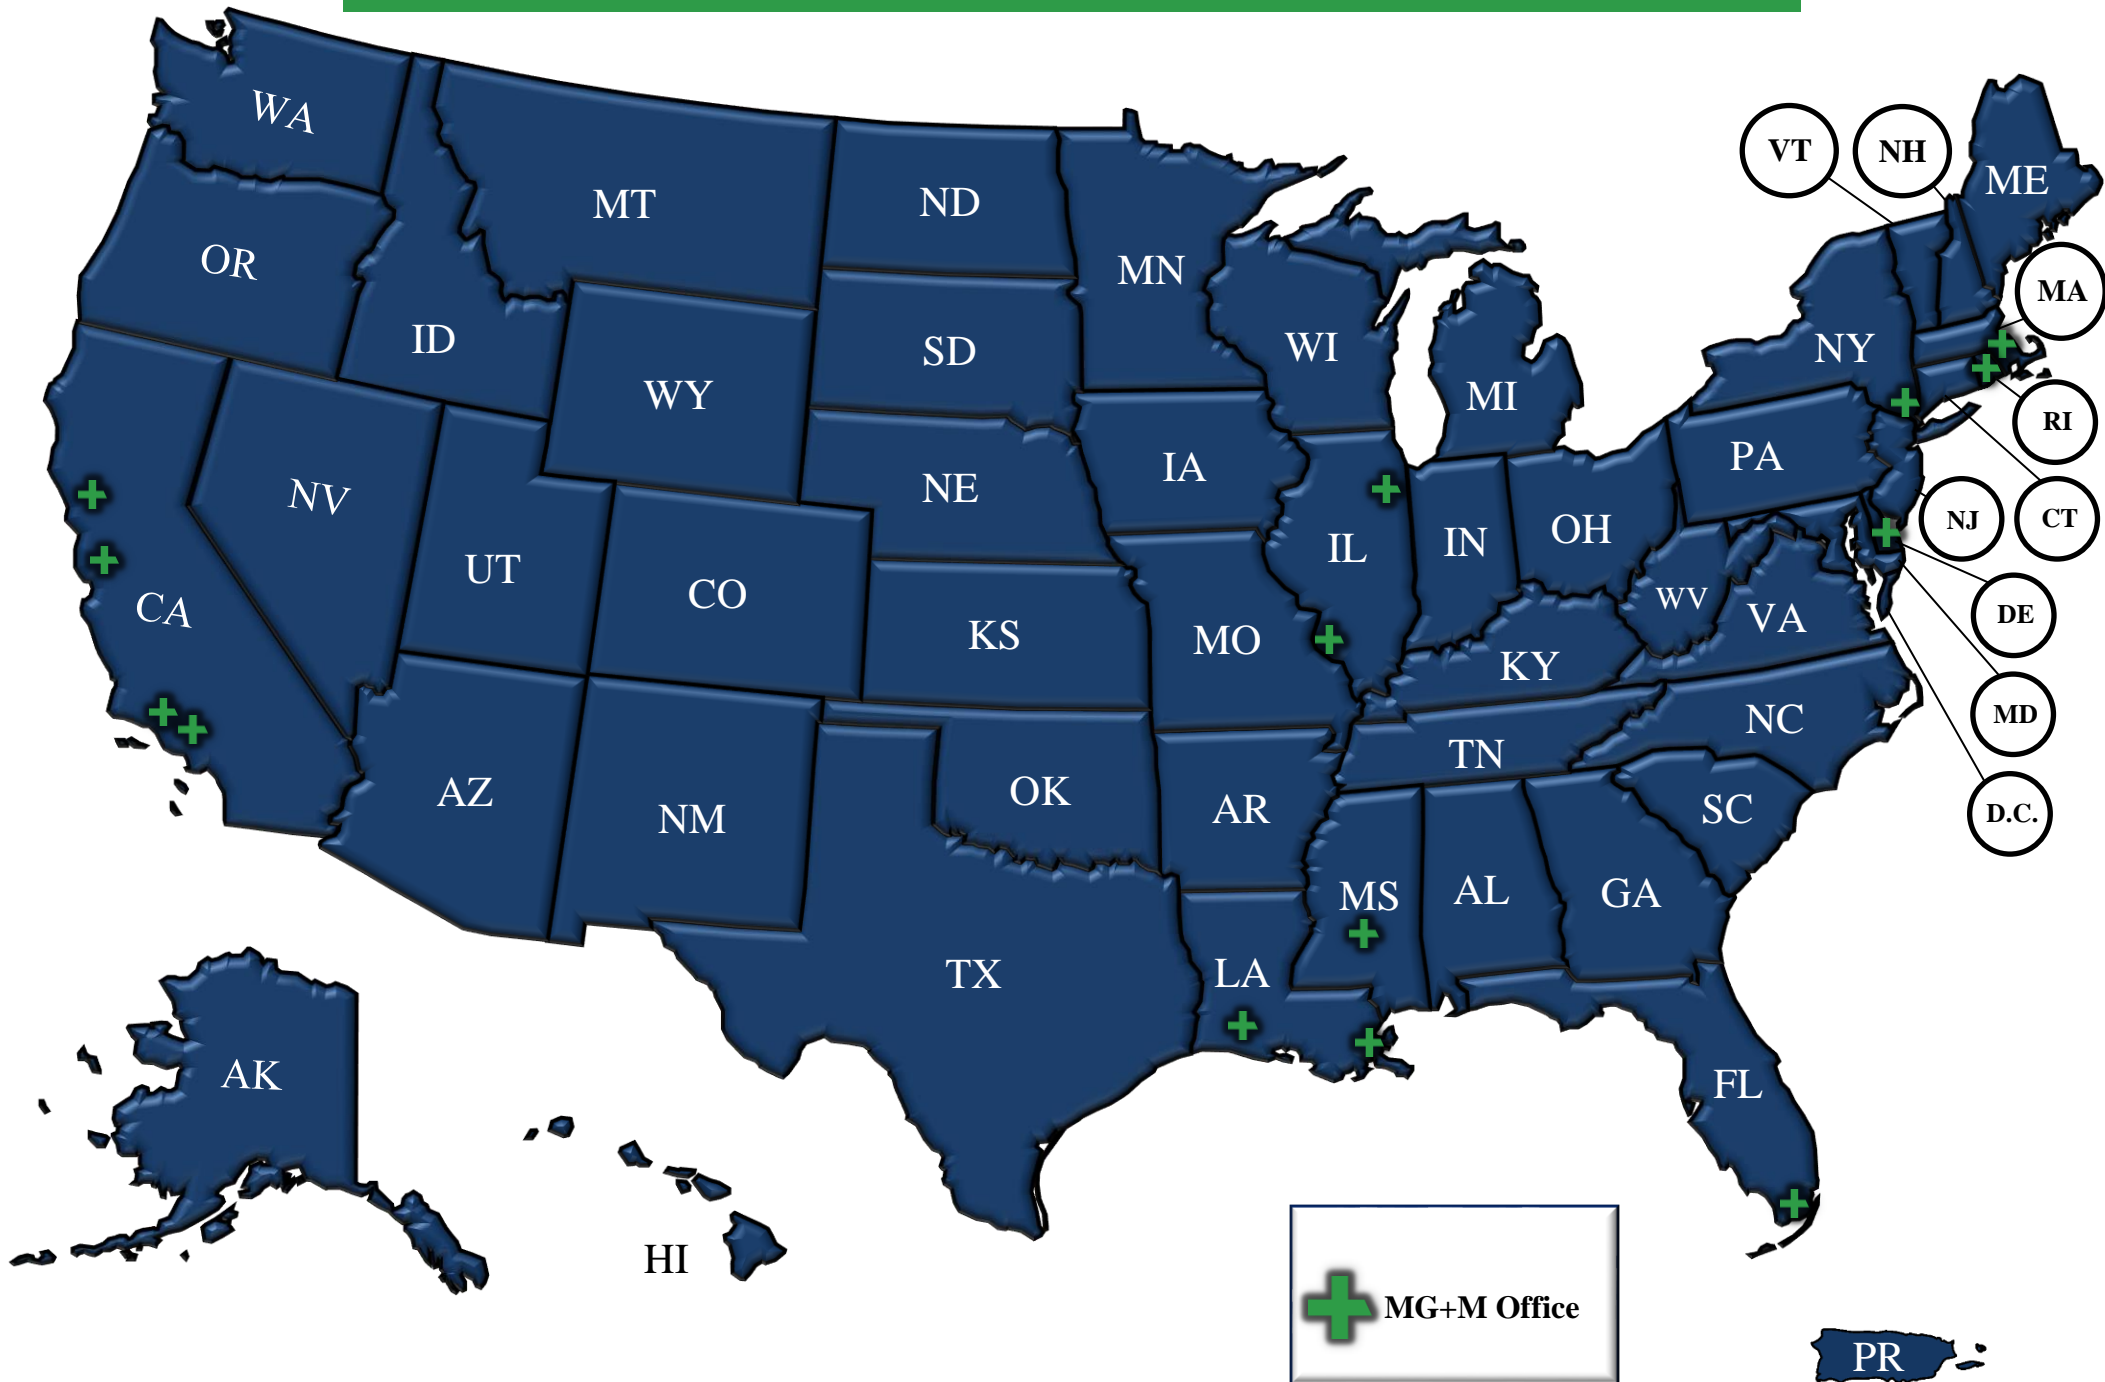 WA
VT
NH
ME
MT
ND
OR
MN
MA
ID
SD
WI
NY
WY
MI
RI
PA
IA
NE
NV
NJ
CT
OH
IN
IL
UT
CO
WV
CA
VA
DE
KS
MO
KY
MD
NC
TN
AZ
OK
NM
AR
SC
D.C.
MS
AL
GA
TX
LA
AK
FL
HI
MG+M Office
PR